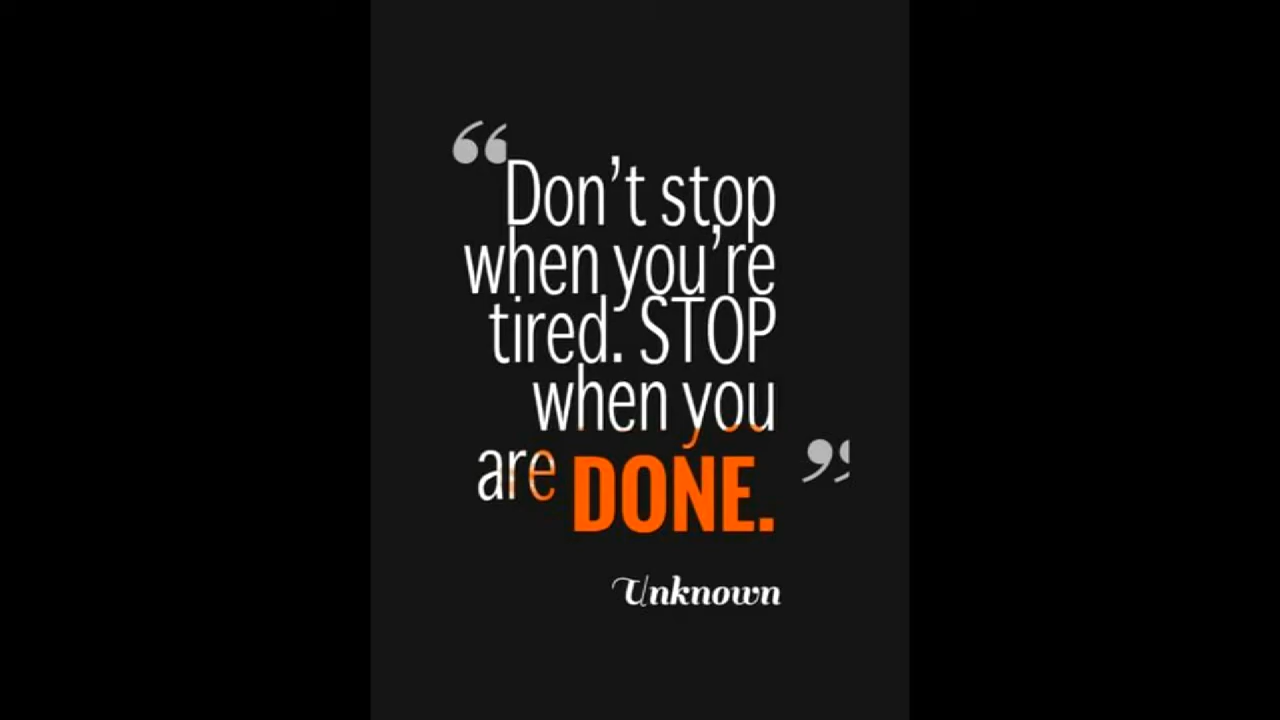 “Don’t stop
when you’re
tired. STOP
when you
are DONE.”
Unknown